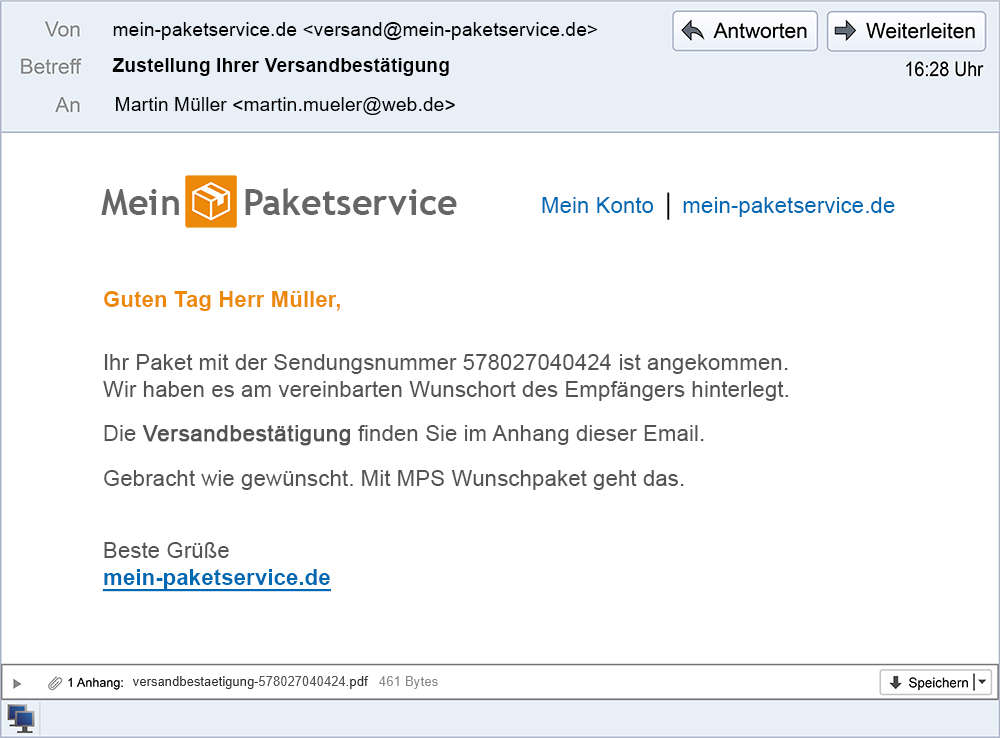 Von mein-paketservice.de <versand@mein-paketservice.de> Antworten Weiterleiten
Betreff Zustellung Ihrer Versandbestätigung 16:28 Uhr
An Martin Müller <martin.mueler@web.de>
Mein Paketservice Mein Konto | mein-paketservice.de
Guten Tag Herr Müller,
Ihr Paket mit der Sendungsnummer 578027040424 ist angekommen.
Wir haben es am vereinbarten Wunschort des Empfängers hinterlegt.
Die Versandbestätigung finden Sie im Anhang dieser Email.
Gebracht wie gewünscht. Mit MPS Wunschpaket geht das.
Beste Grüße
mein-paketservice.de
1 Anhang: versandbestaetigung-578027040424.pdf 461 Bytes Speichern